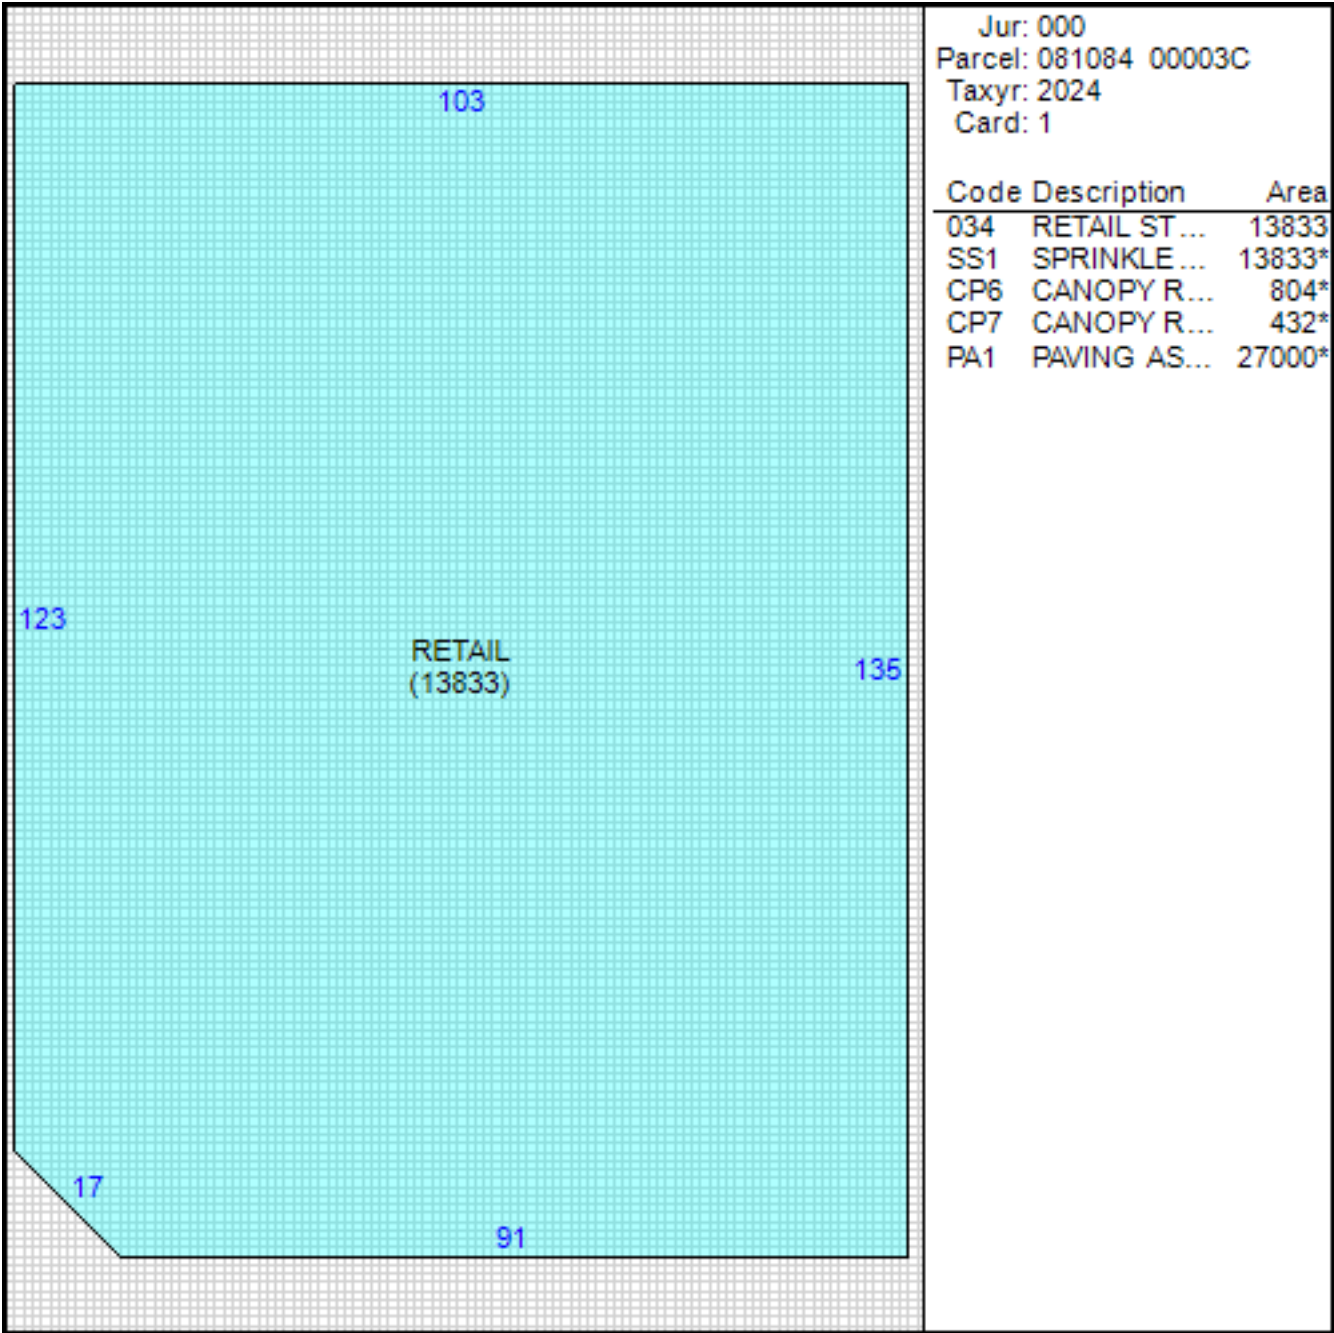 Jur: 000
Parcel: 081084 00003C
Taxyr: 2024
Card: 1
Code Description Area
034 RETAIL ST... 13833
SS1 SPRINKLE... 13833*
CP6 CANOPY R... 804*
CP7 CANOPY R... 432*
PA1 PAVING AS... 27000*
103
123
RETAIL
(13833)
135
17
91